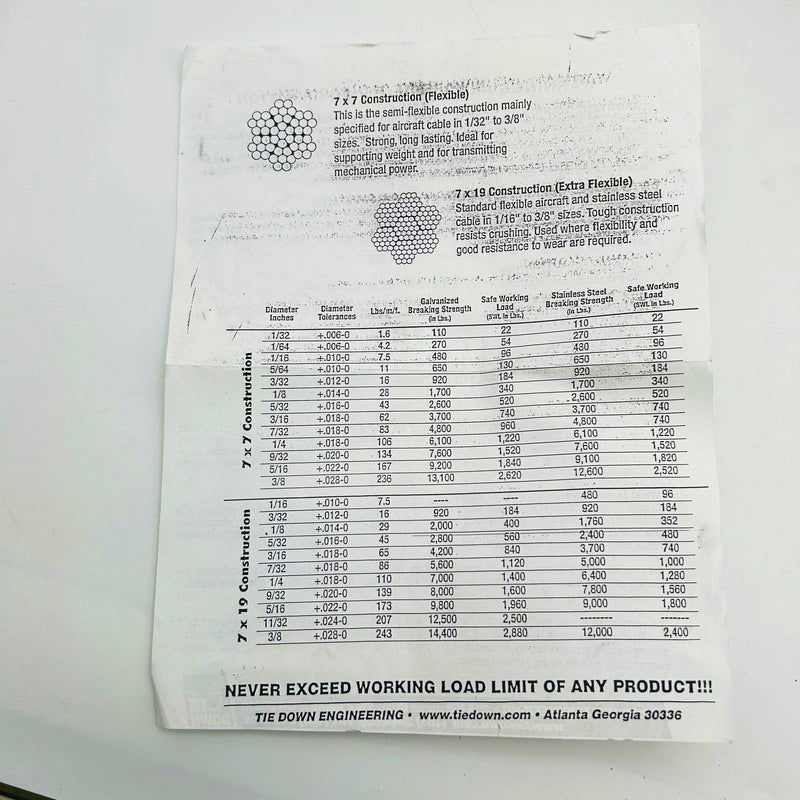 7 x 7 Construction (Flexible)
This is the semi-flexible construction mainly
specified for aircraft cable in 1/32" to 3/8"
sizes. Strong, long lasting. Ideal for
supporting weight and for transmitting
mechanical power.
7 x 19 Construction (Extra Flexible)
Standard flexible aircraft and stainless steel
cable in 1/16" to 3/8" sizes. Tough construction
resists crushing. Used where flexibility and
good resistance to wear are required.
Diameter Inches Diameter Tolerances Lbs/m/f. Galvanized Breaking Strength (in Lbs.) Safe Working Load (SWL in Lbs.) Stainless Steel Breaking Strength (in Lbs.) Safe Working Load (SWL in Lbs.)
7 x 7 Construction
1/32 +.006-0 1.6 110 22 110 22
1/64 +.006-0 4.2 270 54 270 54
1/16 +.010-0 7.5 480 96 480 96
5/64 +.010-0 11 650 130 650 130
3/32 +.012-0 16 920 184 920 184
1/8 +.014-0 28 1,700 340 1,700 340
5/32 +.016-0 43 2,600 520 2,600 520
3/16 +.018-0 62 3,700 740 3,700 740
7/32 +.018-0 83 4,800 960 4,800 740
1/4 +.018-0 106 6,100 1,220 6,100 1,220
9/32 +.020-0 134 7,600 1,520 7,600 1,520
5/16 +.022-0 167 9,200 1,840 9,100 1,820
3/8 +.028-0 236 13,100 2,620 12,600 2,520
7 x 19 Construction
1/16 +.010-0 7.5 ---- ---- 480 96
3/32 +.012-0 16 920 184 920 184
1/8 +.014-0 29 2,000 400 1,760 352
5/32 +.016-0 45 2,800 560 2,400 480
3/16 +.018-0 65 4,200 840 3,700 740
7/32 +.018-0 86 5,600 1,120 5,000 1,000
1/4 +.018-0 110 7,000 1,400 6,400 1,280
9/32 +.020-0 139 8,000 1,600 7,800 1,560
5/16 +.022-0 173 9,800 1,960 9,000 1,800
11/32 +.024-0 207 12,500 2,500 -------- --------
3/8 +.028-0 243 14,400 2,880 12,000 2,400
NEVER EXCEED WORKING LOAD LIMIT OF ANY PRODUCT!!!
TIE DOWN ENGINEERING • www.tiedown.com • Atlanta Georgia 30336